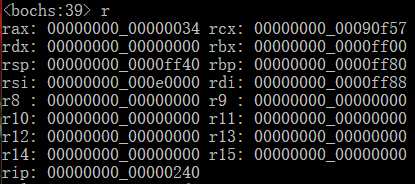 <bochs:39> r
rax: 00000000_00000034 rcx: 00000000_00090f57
rdx: 00000000_00000000 rbx: 00000000_0000ff00
rsp: 00000000_0000ff40 rbp: 00000000_0000ff80
rsi: 00000000_000e0000 rdi: 00000000_0000ff88
r8 : 00000000_00000000 r9 : 00000000_00000000
r10: 00000000_00000000 r11: 00000000_00000000
r12: 00000000_00000000 r13: 00000000_00000000
r14: 00000000_00000000 r15: 00000000_00000000
rip: 00000000_00000240